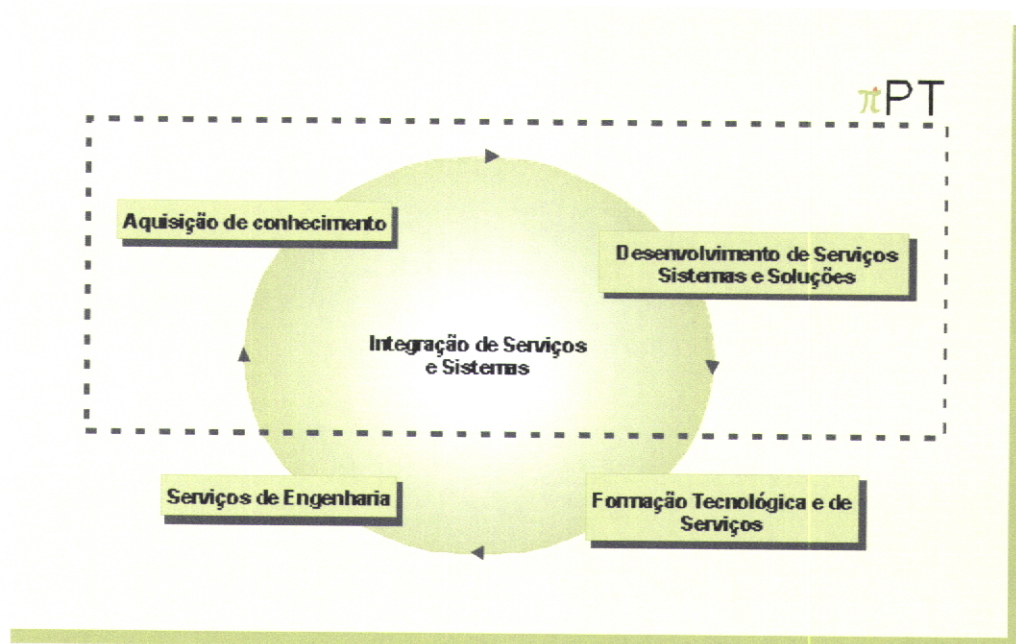 πPT
Aquisição de conhecimento
Desenvolvimento de Serviços
Sistemas e Soluções
Integração de Serviços
e Sistemas
Serviços de Engenharia
Formação Tecnológica e de
Serviços